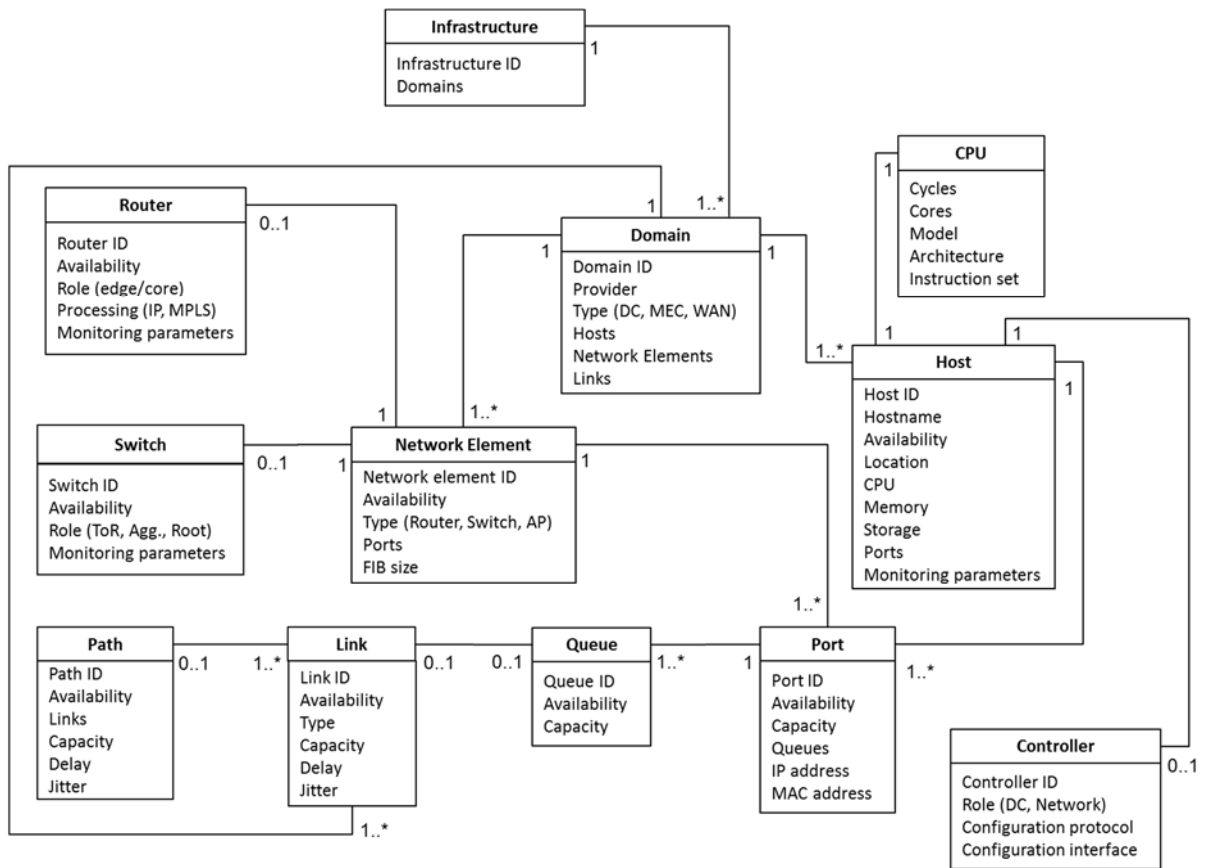 Infrastructure
Infrastructure ID
Domains
1
1..*
CPU
Cycles
Cores
Model
Architecture
Instruction set
1
1
Router
Router ID
Availability
Role (edge/core)
Processing (IP, MPLS)
Monitoring parameters
0..1
1
Domain
Domain ID
Provider
Type (DC, MEC, WAN)
Hosts
Network Elements
Links
1
1
1
1..*
1..*
Host
Host ID
Hostname
Availability
Location
CPU
Memory
Storage
Ports
Monitoring parameters
1
1
Switch
Switch ID
Availability
Role (ToR, Agg., Root)
Monitoring parameters
0..1
1
Network Element
Network element ID
Availability
Type (Router, Switch, AP)
Ports
FIB size
1
1..*
Path
Path ID
Availability
Links
Capacity
Delay
Jitter
0..1
1..*
Link
Link ID
Availability
Type
Capacity
Delay
Jitter
0..1
0..1
1..*
Queue
Queue ID
Availability
Capacity
1..*
1
Port
Port ID
Availability
Capacity
Queues
IP address
MAC address
1..*
Controller
Controller ID
Role (DC, Network)
Configuration protocol
Configuration interface
0..1